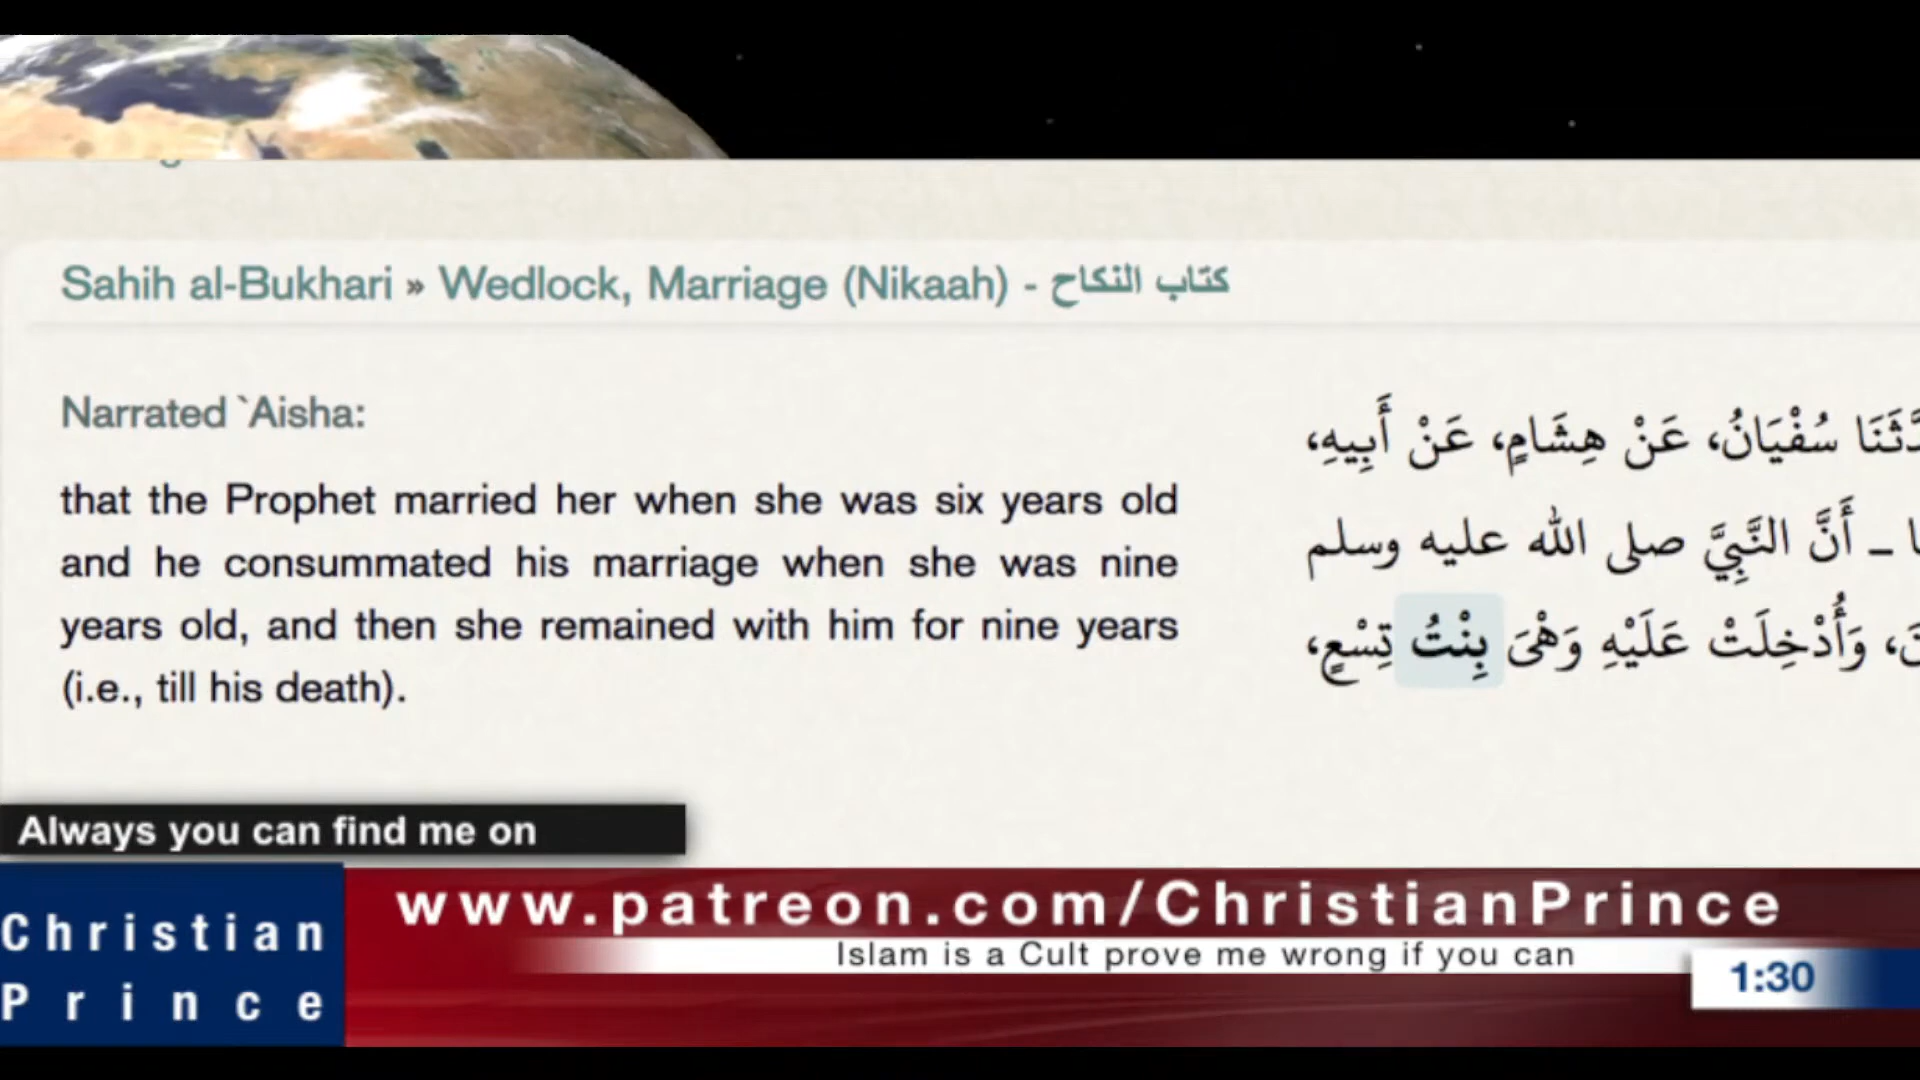 Sahih al-Bukhari » Wedlock, Marriage (Nikaah) - كتاب النكاح
Narrated `Aisha:
that the Prophet married her when she was six years old
and he consummated his marriage when she was nine
years old, and then she remained with him for nine years
(i.e., till his death).
سُفْيَانُ، عَنْ هِشَامٍ، عَنْ أَبِيهِ،
ـ أَنَّ النَّبِيَّ صلى الله عليه وسلم
وَأُدْخِلَتْ عَلَيْهِ وَهْىَ بِنْتُ تِسْعٍ،
Always you can find me on
Christian
Prince
www.patreon.com/ChristianPrince
Islam is a Cult prove me wrong if you can
1:30